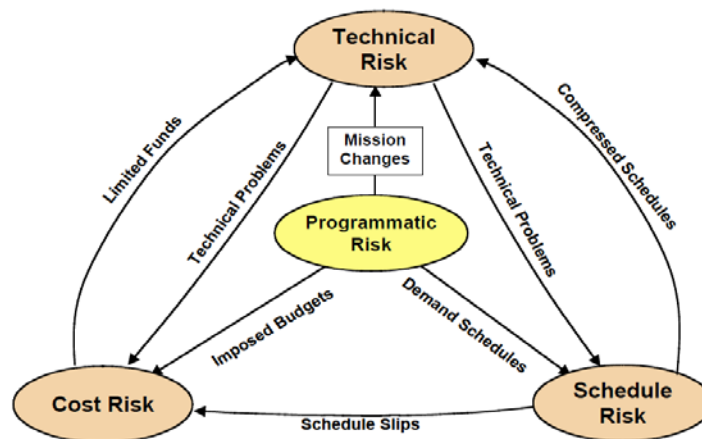 Technical
Risk
Limited Funds
Technical Problems
Mission
Changes
Technical Problems
Compressed Schedules
Programmatic
Risk
Imposed Budgets
Demand Schedules
Cost Risk
Schedule Slips
Schedule
Risk